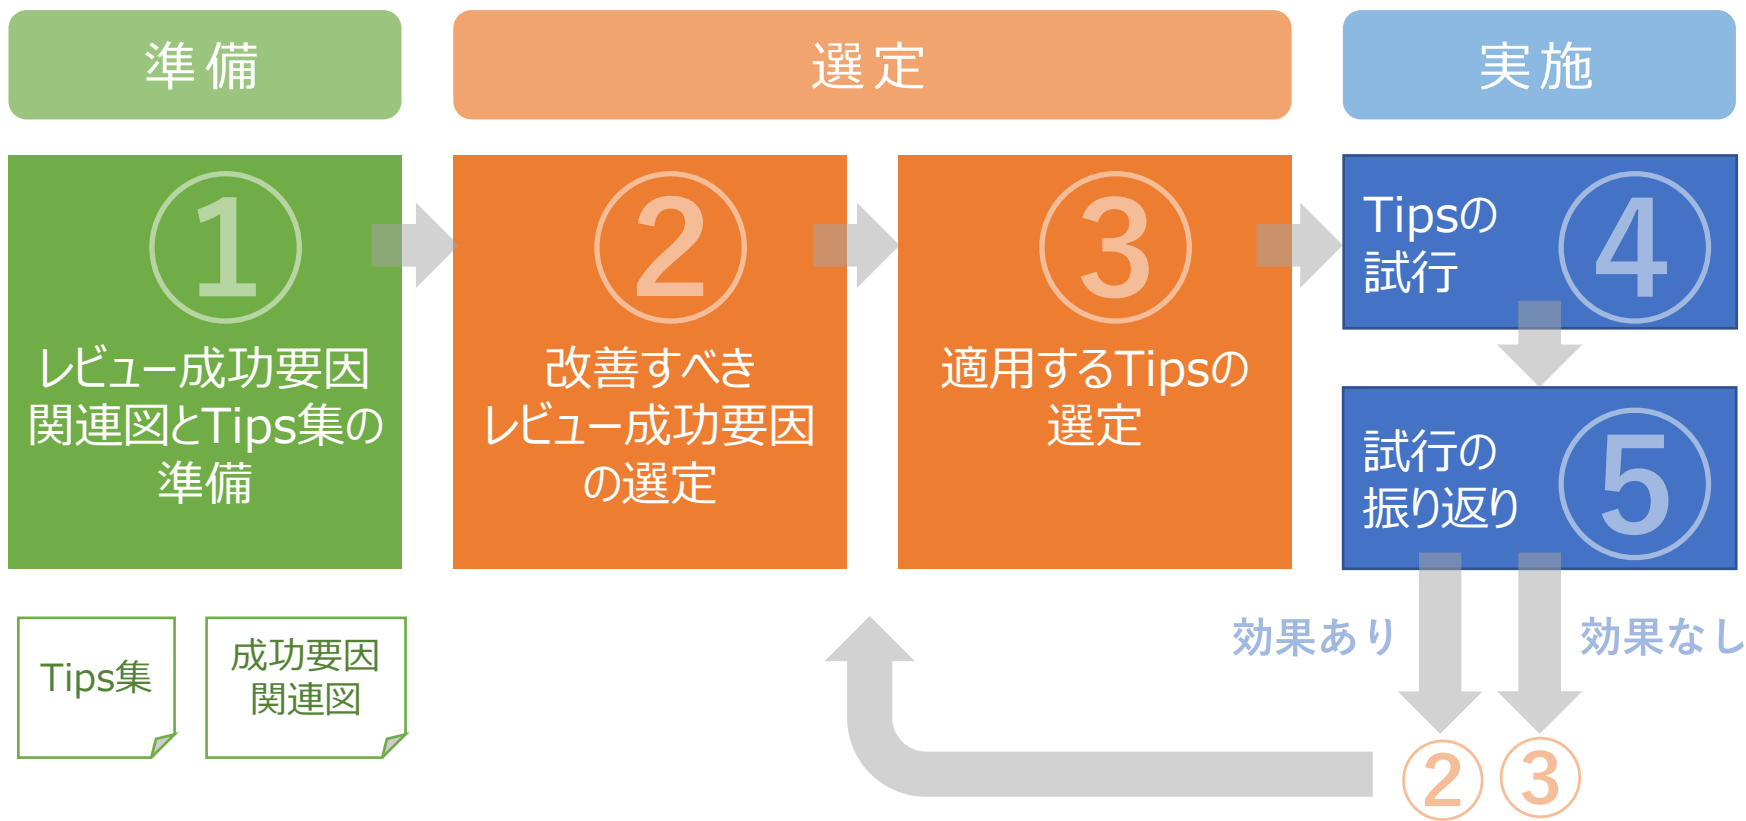 準備
選定
実施
①
レビュー成功要因
関連図とTips集の
準備
②
改善すべき
レビュー成功要因
の選定
③
適用するTipsの
選定
Tipsの
試行
④
試行の
振り返り
⑤
Tips集
成功要因
関連図
効果あり
効果なし
②
③